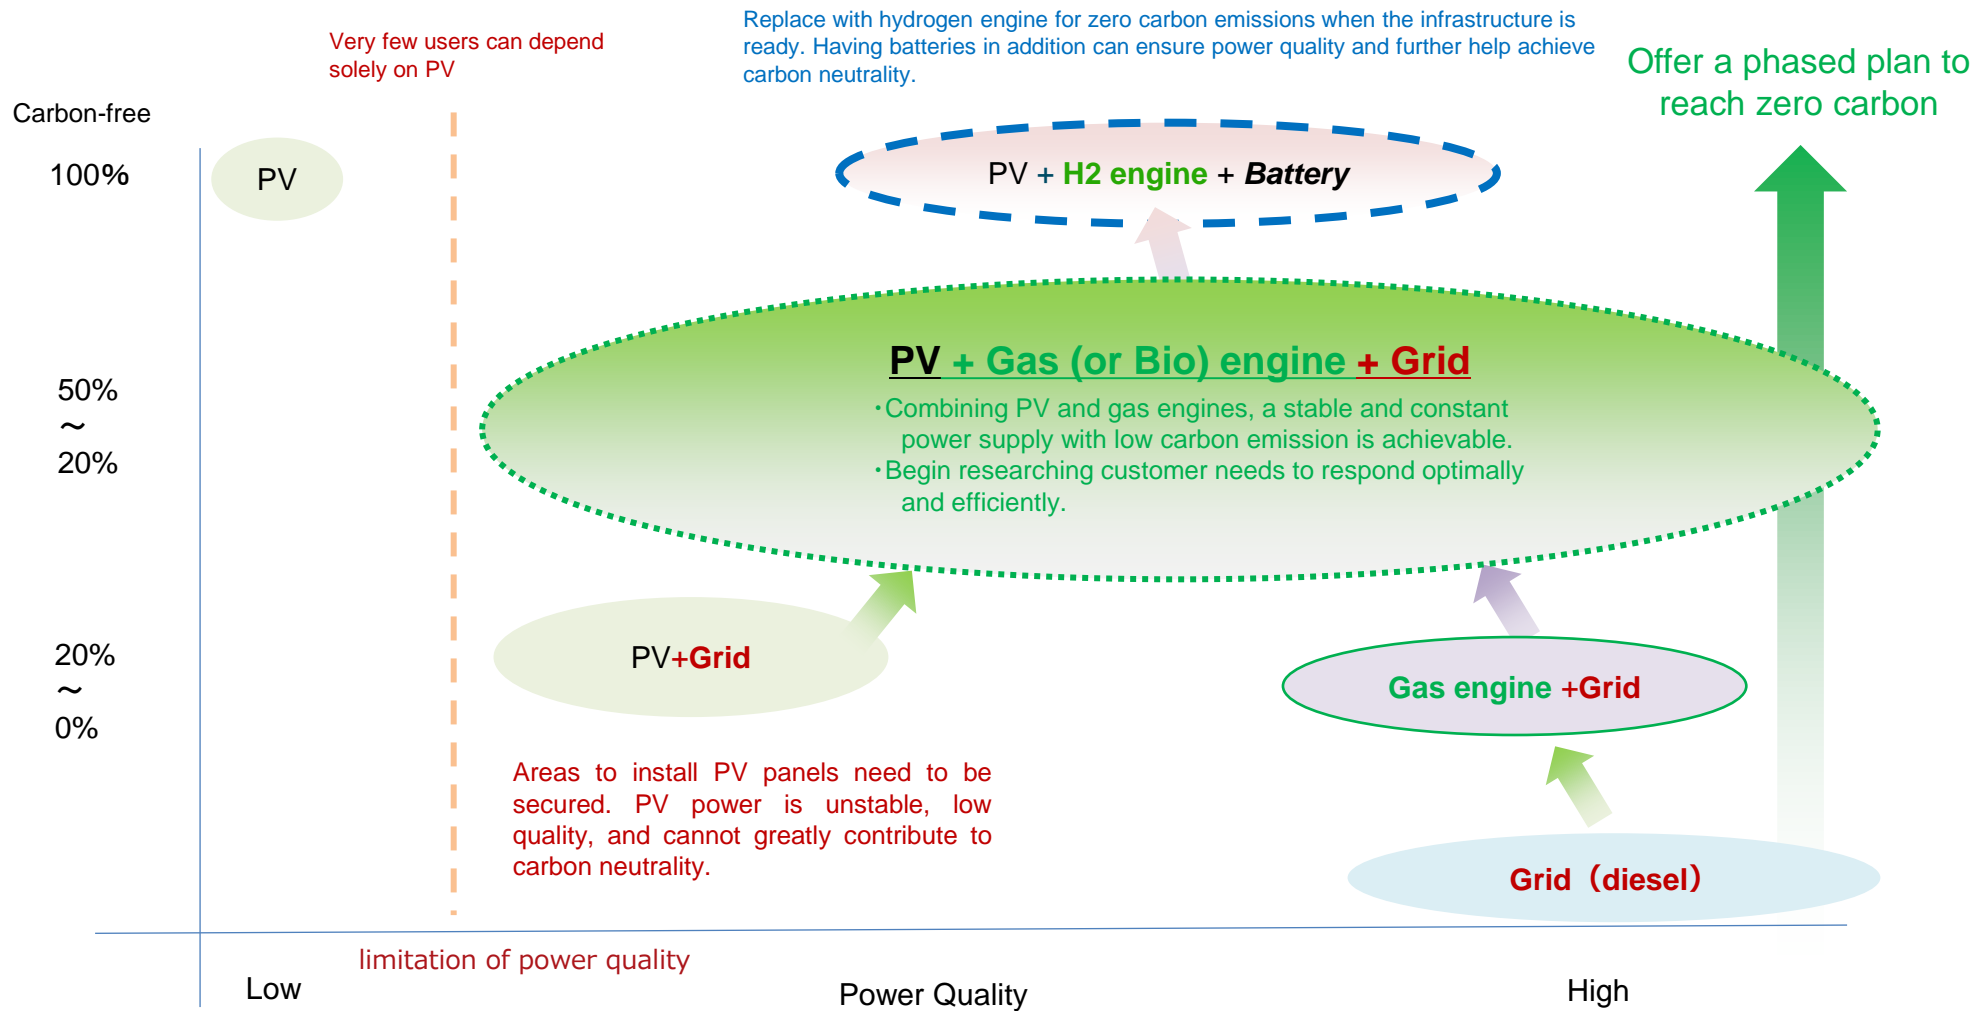 Replace with hydrogen engine for zero carbon emissions when the infrastructure is
ready. Having batteries in addition can ensure power quality and further help achieve
carbon neutrality.
Very few users can depend
solely on PV
Offer a phased plan to
reach zero carbon
Carbon-free
100%
PV
PV + H2 engine + Battery
PV + Gas (or Bio) engine + Grid
・Combining PV and gas engines, a stable and constant
power supply with low carbon emission is achievable.
・Begin researching customer needs to respond optimally
and efficiently.
50%
～
20%
20%
～
0%
PV+Grid
Gas engine +Grid
Areas to install PV panels need to be
secured. PV power is unstable, low
quality, and cannot greatly contribute to
carbon neutrality.
Grid（diesel）
limitation of power quality
Low
Power Quality
High